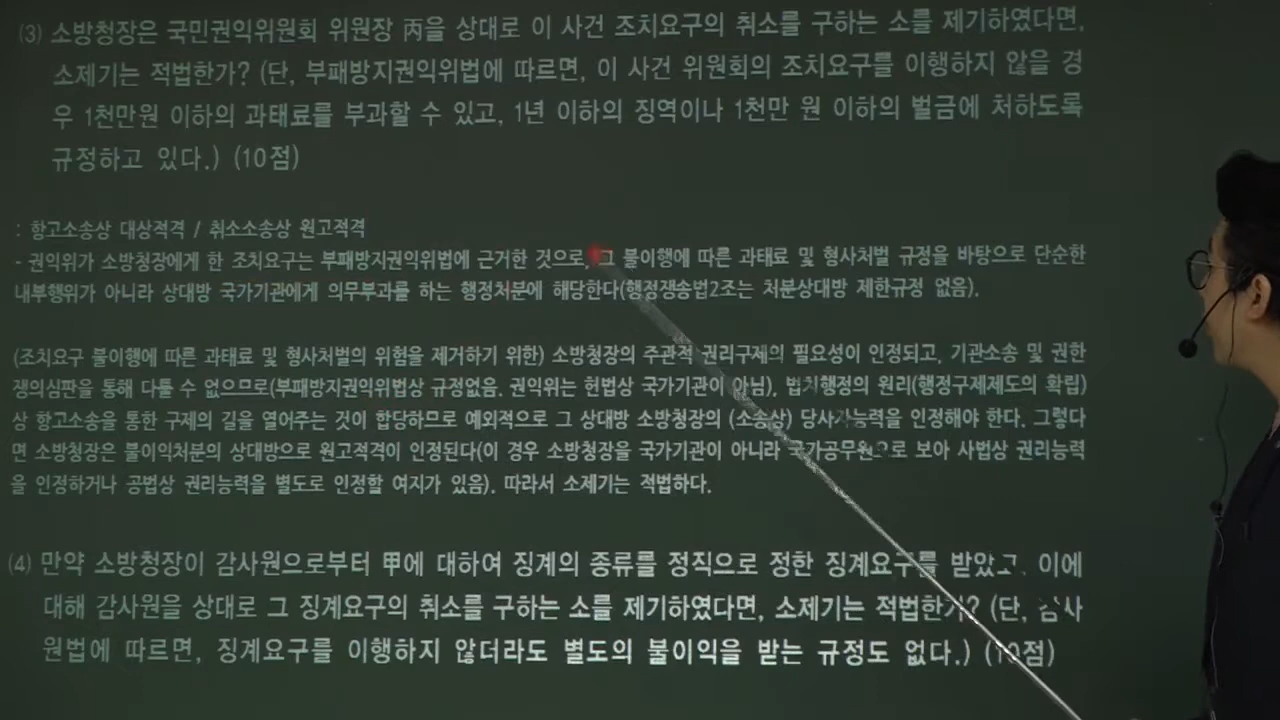 (3) 소방청장은 국민권익위원회 위원장 丙을 상대로 이 사건 조치요구의 취소를 구하는 소를 제기하였다면,
소제기는 적법한가? (단, 부패방지권익위법에 따르면, 이 사건 위원회의 조치요구를 이행하지 않을 경
우 1천만원 이하의 과태료를 부과할 수 있고, 1년 이하의 징역이나 1천만 원 이하의 벌금에 처하도록
규정하고 있다.) (10점)
: 항고소송상 대상적격 / 취소소송상 원고적격
- 권익위가 소방청장에게 한 조치요구는 부패방지권익위법에 근거한 것으로, 그 불이행에 따른 과태료 및 형사처벌 규정을 바탕으로 단순한
내부행위가 아니라 상대방 국가기관에게 의무부과를 하는 행정처분에 해당한다(행정쟁송법2조는 처분상대방 제한규정 없음).
(조치요구 불이행에 따른 과태료 및 형사처벌의 위험을 제거하기 위한) 소방청장의 주관적 권리구제의 필요성이 인정되고, 기관소송 및 권한
쟁의심판을 통해 다툴 수 없으므로(부패방지권익위법상 규정없음. 권익위는 헌법상 국가기관이 아님), 법치행정의 원리(행정구제제도의 확립)
상 항고소송을 통한 구제의 길을 열어주는 것이 합당하므로 예외적으로 그 상대방 소방청장의 (소송상) 당사자능력을 인정해야 한다. 그렇다
면 소방청장은 불이익처분의 상대방으로 원고적격이 인정된다(이 경우 소방청장을 국가기관이 아니라 국가공무원으로 보아 사법상 권리능력
을 인정하거나 공법상 권리능력을 별도로 인정할 여지가 있음). 따라서 소제기는 적법하다.
(4) 만약 소방청장이 감사원으로부터 甲에 대하여 징계의 종류를 정직으로 정한 징계요구를 받았고, 이에
대해 감사원을 상대로 그 징계요구의 취소를 구하는 소를 제기하였다면, 소제기는 적법한가? (단, 감사
원법에 따르면, 징계요구를 이행하지 않더라도 별도의 불이익을 받는 규정도 없다.) (10점)